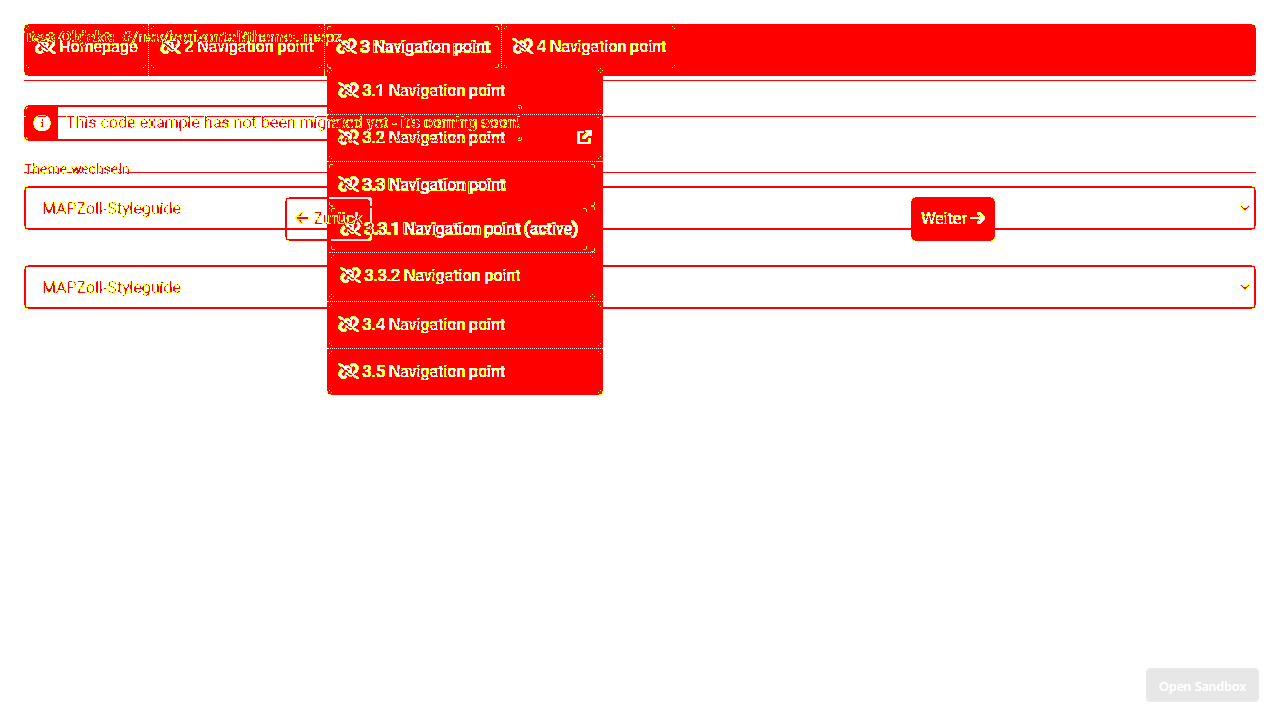 Homepage
2 Navigation point
3 Navigation point
4 Navigation point
3.1 Navigation point
This code example has not been migrated yet - it's coming soon!
3.2 Navigation point
Theme wechseln
3.3 Navigation point
MAPZoll-Styleguide
← Zurück
Weiter →
3.3.1 Navigation point (active)
3.3.2 Navigation point
MAPZoll-Styleguide
3.4 Navigation point
3.5 Navigation point
Open Sandbox